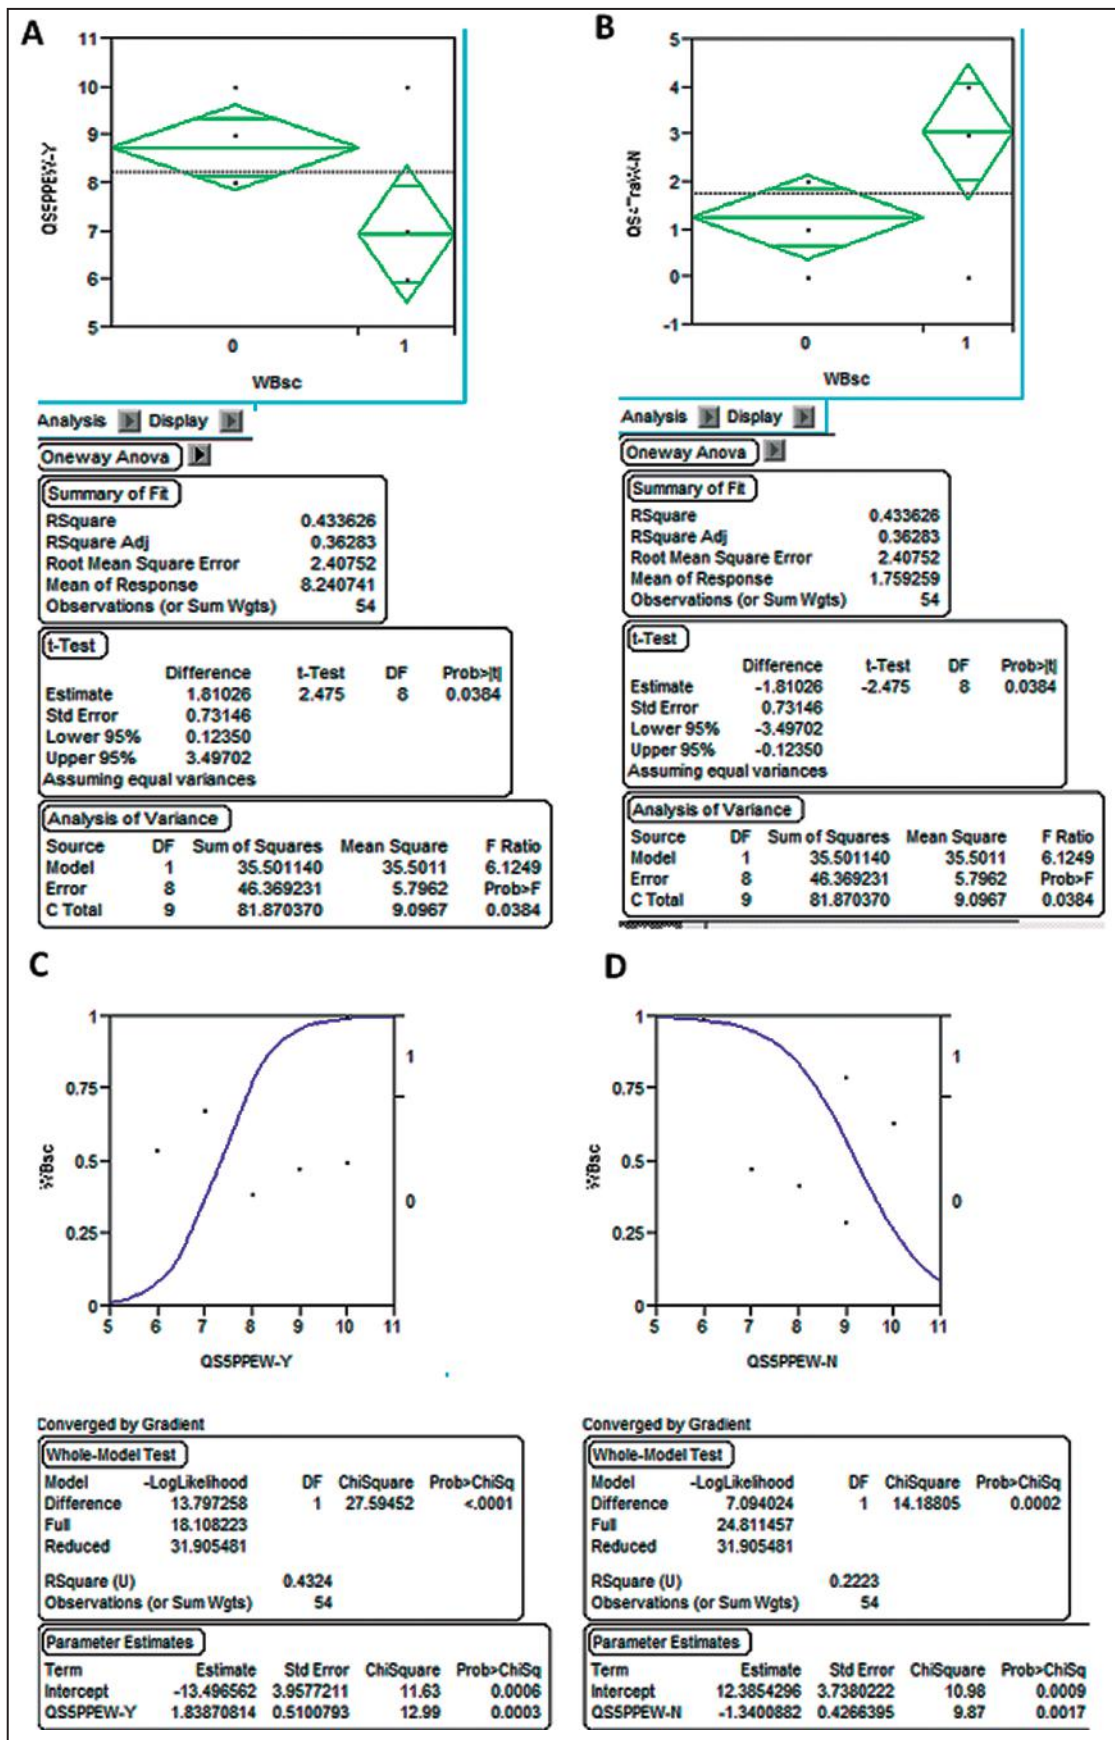 A
11
10
9
8
7
6
5
QS5PPEW-Y
0 1
WBsc
Analysis Display
Oneway Anova
Summary of Fit
RSquare 0.433626
RSquare Adj 0.36283
Root Mean Square Error 2.40752
Mean of Response 8.240741
Observations (or Sum Wgts) 54
t-Test
Difference t-Test DF Prob>|t|
Estimate 1.81026 2.475 8 0.0384
Std Error 0.73146
Lower 95% 0.12350
Upper 95% 3.49702
Assuming equal variances
Analysis of Variance
Source DF Sum of Squares Mean Square F Ratio
Model 1 35.501140 35.5011 6.1249
Error 8 46.369231 5.7962 Prob>F
C Total 9 81.870370 9.0967 0.0384
B
5
4
3
2
1
0
-1
0 1
WBsc
Analysis Display
Oneway Anova
Summary of Fit
RSquare 0.433626
RSquare Adj 0.36283
Root Mean Square Error 2.40752
Mean of Response 1.759259
Observations (or Sum Wgts) 54
t-Test
Difference t-Test DF Prob>|t|
Estimate -1.81026 -2.475 8 0.0384
Std Error 0.73146
Lower 95% -3.49702
Upper 95% -0.12350
Assuming equal variances
Analysis of Variance
Source DF Sum of Squares Mean Square F Ratio
Model 1 35.501140 35.5011 6.1249
Error 8 46.369231 5.7962 Prob>F
C Total 9 81.870370 9.0967 0.0384
C
1
0.75
0.5
0.25
0
WBsc
1
0
5 6 7 8 9 10 11
QS5PPEW-Y
Converged by Gradient
Whole-Model Test
Model -LogLikelihood DF ChiSquare Prob>ChiSq
Difference 13.797258 1 27.59452 <.0001
Full 18.108223
Reduced 31.905481
RSquare (U) 0.4324
Observations (or Sum Wgts) 54
Parameter Estimates
Term Estimate Std Error ChiSquare Prob>ChiSq
Intercept -13.496562 3.9577211 11.63 0.0006
QS5PPEW-Y 1.83870814 0.5100793 12.99 0.0003
D
1
0.75
0.5
0.25
0
WBsc
1
0
5 6 7 8 9 10 11
QS5PPEW-N
Converged by Gradient
Whole-Model Test
Model -LogLikelihood DF ChiSquare Prob>ChiSq
Difference 7.094024 1 14.18805 0.0002
Full 24.811457
Reduced 31.905481
RSquare (U) 0.2223
Observations (or Sum Wgts) 54
Parameter Estimates
Term Estimate Std Error ChiSquare Prob>ChiSq
Intercept 12.3854296 3.7380222 10.98 0.0009
QS5PPEW-N -1.3400882 0.4266395 9.87 0.0017